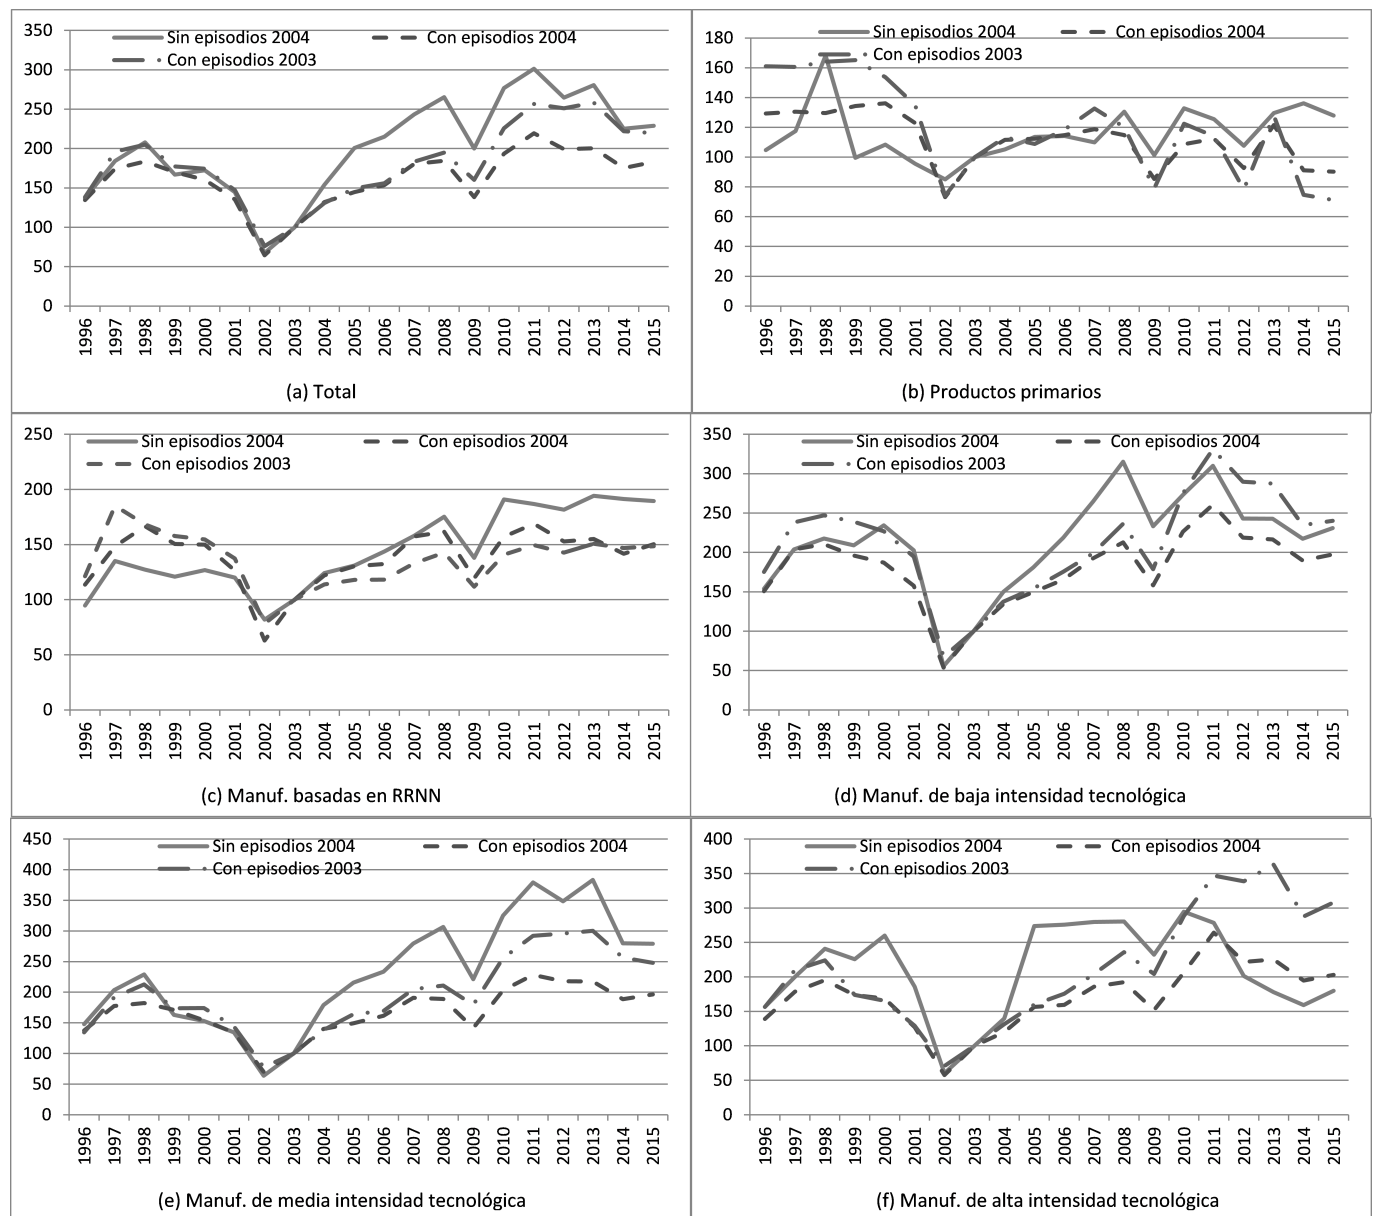 350
300
250
200
150
100
50
0
Sin episodios 2004
Con episodios 2004
Con episodios 2003
1996 1997 1998 1999 2000 2001 2002 2003 2004 2005 2006 2007 2008 2009 2010 2011 2012 2013 2014 2015
(a) Total
180
160
140
120
100
80
60
40
20
0
Sin episodios 2004
Con episodios 2004
Con episodios 2003
1996 1997 1998 1999 2000 2001 2002 2003 2004 2005 2006 2007 2008 2009 2010 2011 2012 2013 2014 2015
(b) Productos primarios
250
200
150
100
50
0
Sin episodios 2004
Con episodios 2004
Con episodios 2003
1996 1997 1998 1999 2000 2001 2002 2003 2004 2005 2006 2007 2008 2009 2010 2011 2012 2013 2014 2015
(c) Manuf. basadas en RRNN
350
300
250
200
150
100
50
0
Sin episodios 2004
Con episodios 2004
Con episodios 2003
1996 1997 1998 1999 2000 2001 2002 2003 2004 2005 2006 2007 2008 2009 2010 2011 2012 2013 2014 2015
(d) Manuf. de baja intensidad tecnológica
450
400
350
300
250
200
150
100
50
0
Sin episodios 2004
Con episodios 2004
Con episodios 2003
1996 1997 1998 1999 2000 2001 2002 2003 2004 2005 2006 2007 2008 2009 2010 2011 2012 2013 2014 2015
(e) Manuf. de media intensidad tecnológica
400
350
300
250
200
150
100
50
0
Sin episodios 2004
Con episodios 2004
Con episodios 2003
1996 1997 1998 1999 2000 2001 2002 2003 2004 2005 2006 2007 2008 2009 2010 2011 2012 2013 2014 2015
(f) Manuf. de alta intensidad tecnológica